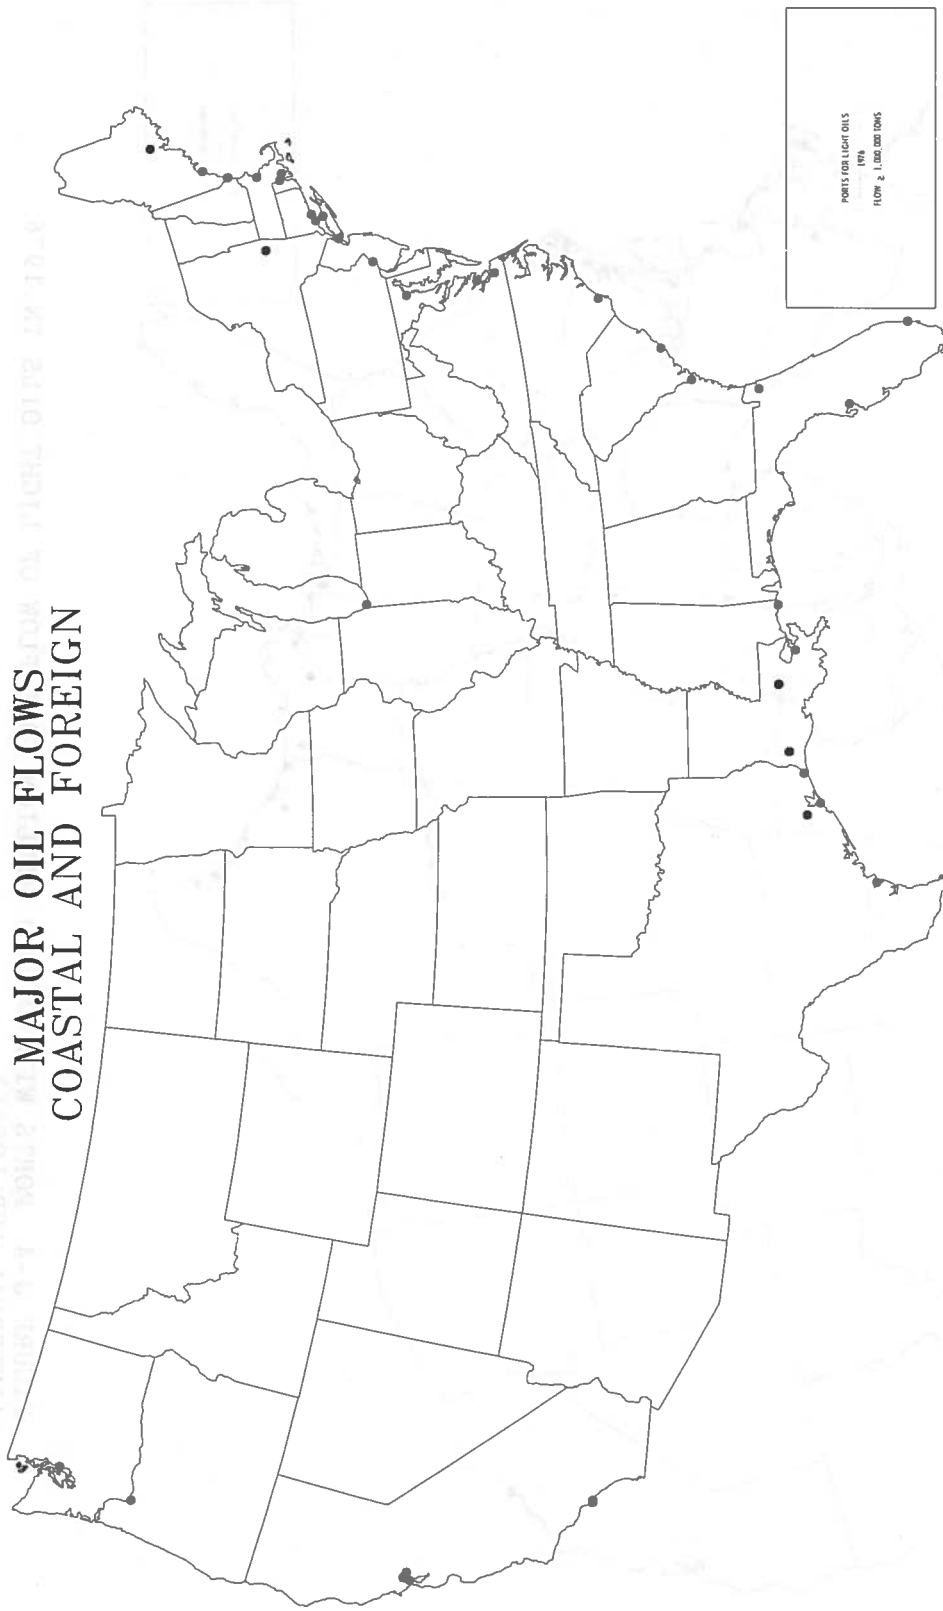 MAJOR OIL FLOWS
COASTAL AND FOREIGN
PORTS FOR LIGHT OILS
1976
FLOW ≥ 1,000,000 TONS